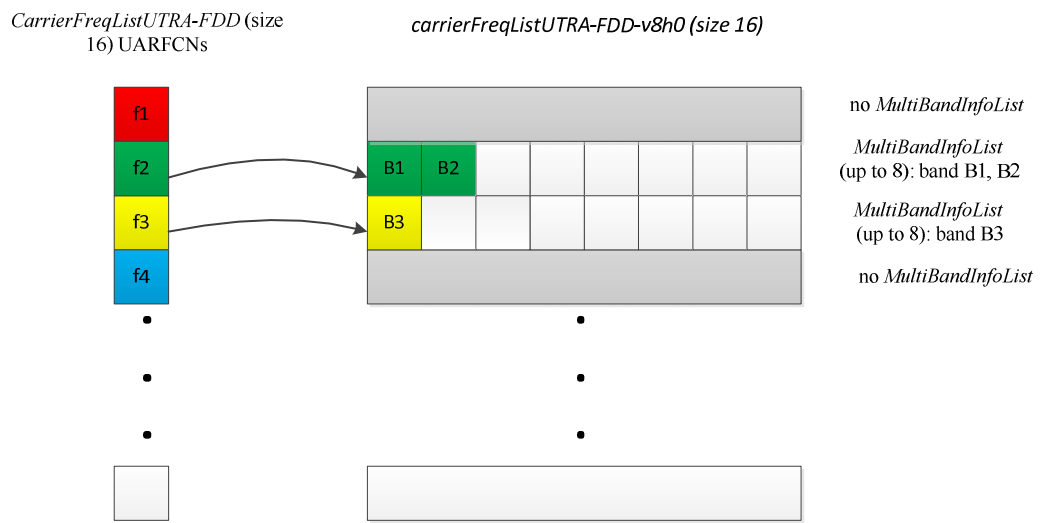 CarrierFreqListUTRA-FDD (size
16) UARFCNs
carrierFreqListUTRA-FDD-v8h0 (size 16)
f1
no MultiBandInfoList
f2
B1
B2
MultiBandInfoList
(up to 8): band B1, B2
f3
B3
MultiBandInfoList
(up to 8): band B3
f4
no MultiBandInfoList